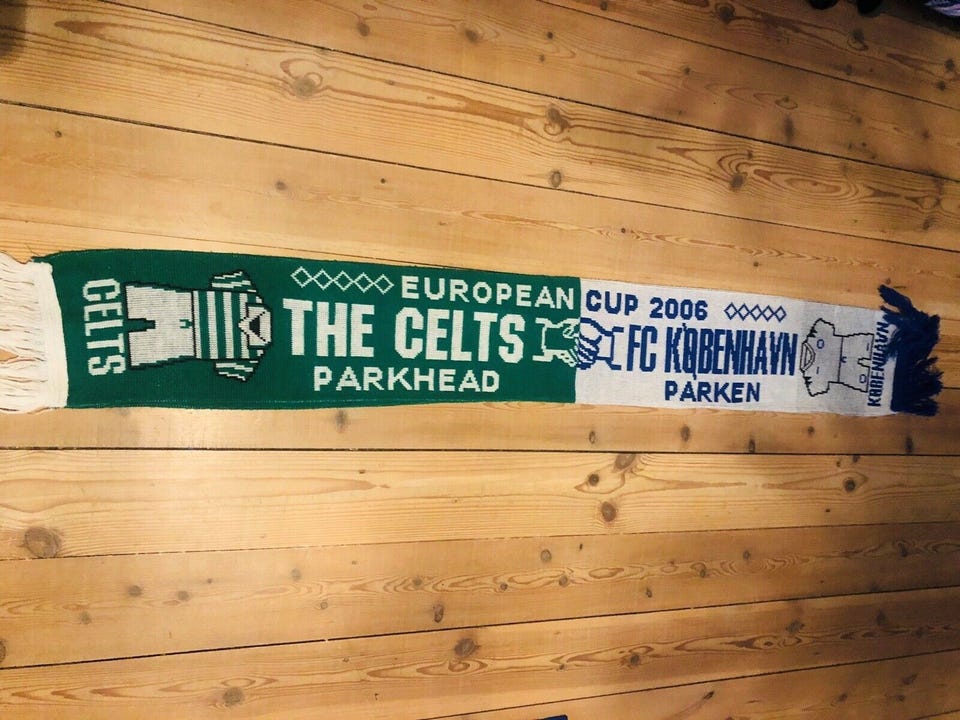 CELTS
EUROPEAN CUP 2006
THE CELTS FC KØBENHAVN
PARKHEAD PARKEN
KØBENHAVN